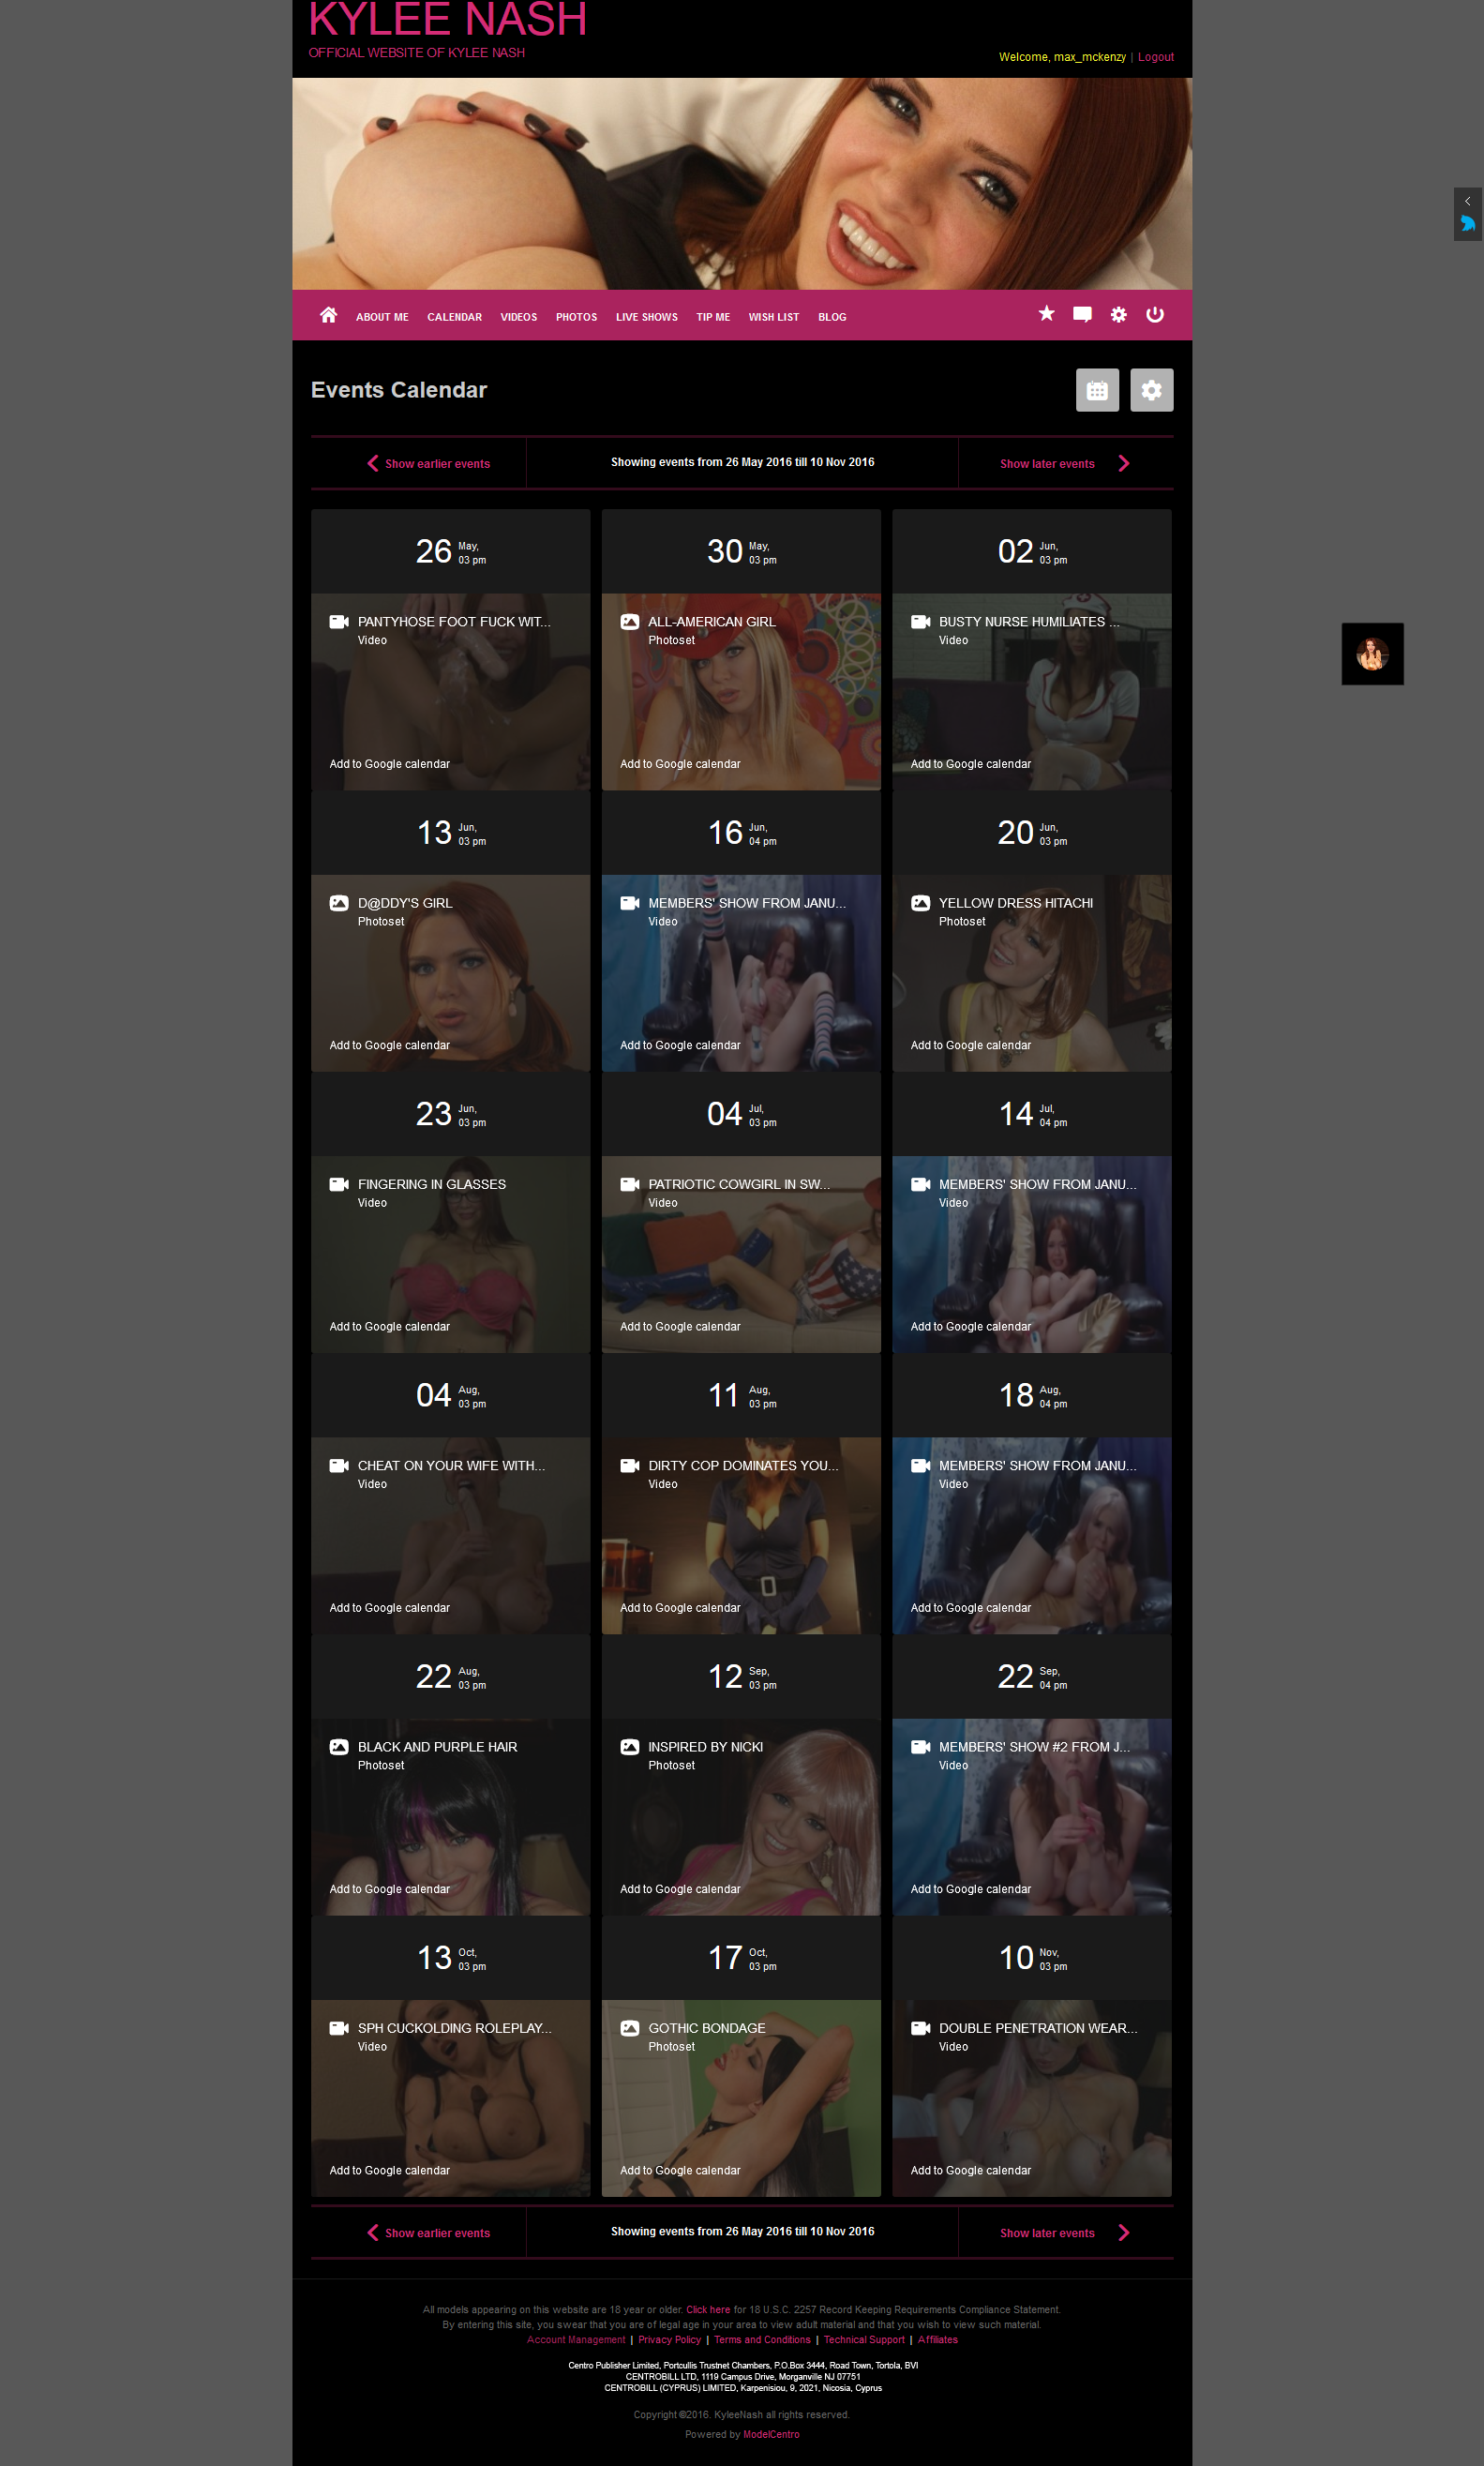 KYLEE NASH
OFFICIAL WEBSITE OF KYLEE NASH
Welcome, max_mckenzy | Logout
ABOUT ME CALENDAR VIDEOS PHOTOS LIVE SHOWS TIP ME WISH LIST BLOG
Events Calendar
Show earlier events
Showing events from 26 May 2016 till 10 Nov 2016
Show later events
26 May, 03 pm
PANTYHOSE FOOT FUCK WIT...
Video
Add to Google calendar
30 May, 03 pm
ALL-AMERICAN GIRL
Photoset
Add to Google calendar
02 Jun, 03 pm
BUSTY NURSE HUMILIATES ...
Video
Add to Google calendar
13 Jun, 03 pm
D@DDY'S GIRL
Photoset
Add to Google calendar
16 Jun, 04 pm
MEMBERS' SHOW FROM JANU...
Video
Add to Google calendar
20 Jun, 03 pm
YELLOW DRESS HITACHI
Photoset
Add to Google calendar
23 Jun, 03 pm
FINGERING IN GLASSES
Video
Add to Google calendar
04 Jul, 03 pm
PATRIOTIC COWGIRL IN SW...
Video
Add to Google calendar
14 Jul, 04 pm
MEMBERS' SHOW FROM JANU...
Video
Add to Google calendar
04 Aug, 03 pm
CHEAT ON YOUR WIFE WITH...
Video
Add to Google calendar
11 Aug, 03 pm
DIRTY COP DOMINATES YOU...
Video
Add to Google calendar
18 Aug, 04 pm
MEMBERS' SHOW FROM JANU...
Video
Add to Google calendar
22 Aug, 03 pm
BLACK AND PURPLE HAIR
Photoset
Add to Google calendar
12 Sep, 03 pm
INSPIRED BY NICKI
Photoset
Add to Google calendar
22 Sep, 04 pm
MEMBERS' SHOW #2 FROM J...
Video
Add to Google calendar
13 Oct, 03 pm
SPH CUCKOLDING ROLEPLAY...
Video
Add to Google calendar
17 Oct, 03 pm
GOTHIC BONDAGE
Photoset
Add to Google calendar
10 Nov, 03 pm
DOUBLE PENETRATION WEAR...
Video
Add to Google calendar
Show earlier events
Showing events from 26 May 2016 till 10 Nov 2016
Show later events
All models appearing on this website are 18 year or older. Click here for 18 U.S.C. 2257 Record Keeping Requirements Compliance Statement.
By entering this site, you swear that you are of legal age in your area to view adult material and that you wish to view such material.
Account Management | Privacy Policy | Terms and Conditions | Technical Support | Affiliates
Centro Publisher Limited, Portcullis Trustnet Chambers, P.O.Box 3444, Road Town, Tortola, BVI
CENTROBILL LTD, 1119 Campus Drive, Morganville NJ 07751
CENTROBILL (CYPRUS) LIMITED, Karpenisiou, 9, 2021, Nicosia, Cyprus
Copyright ©2016. KyleeNash all rights reserved.
Powered by ModelCentro